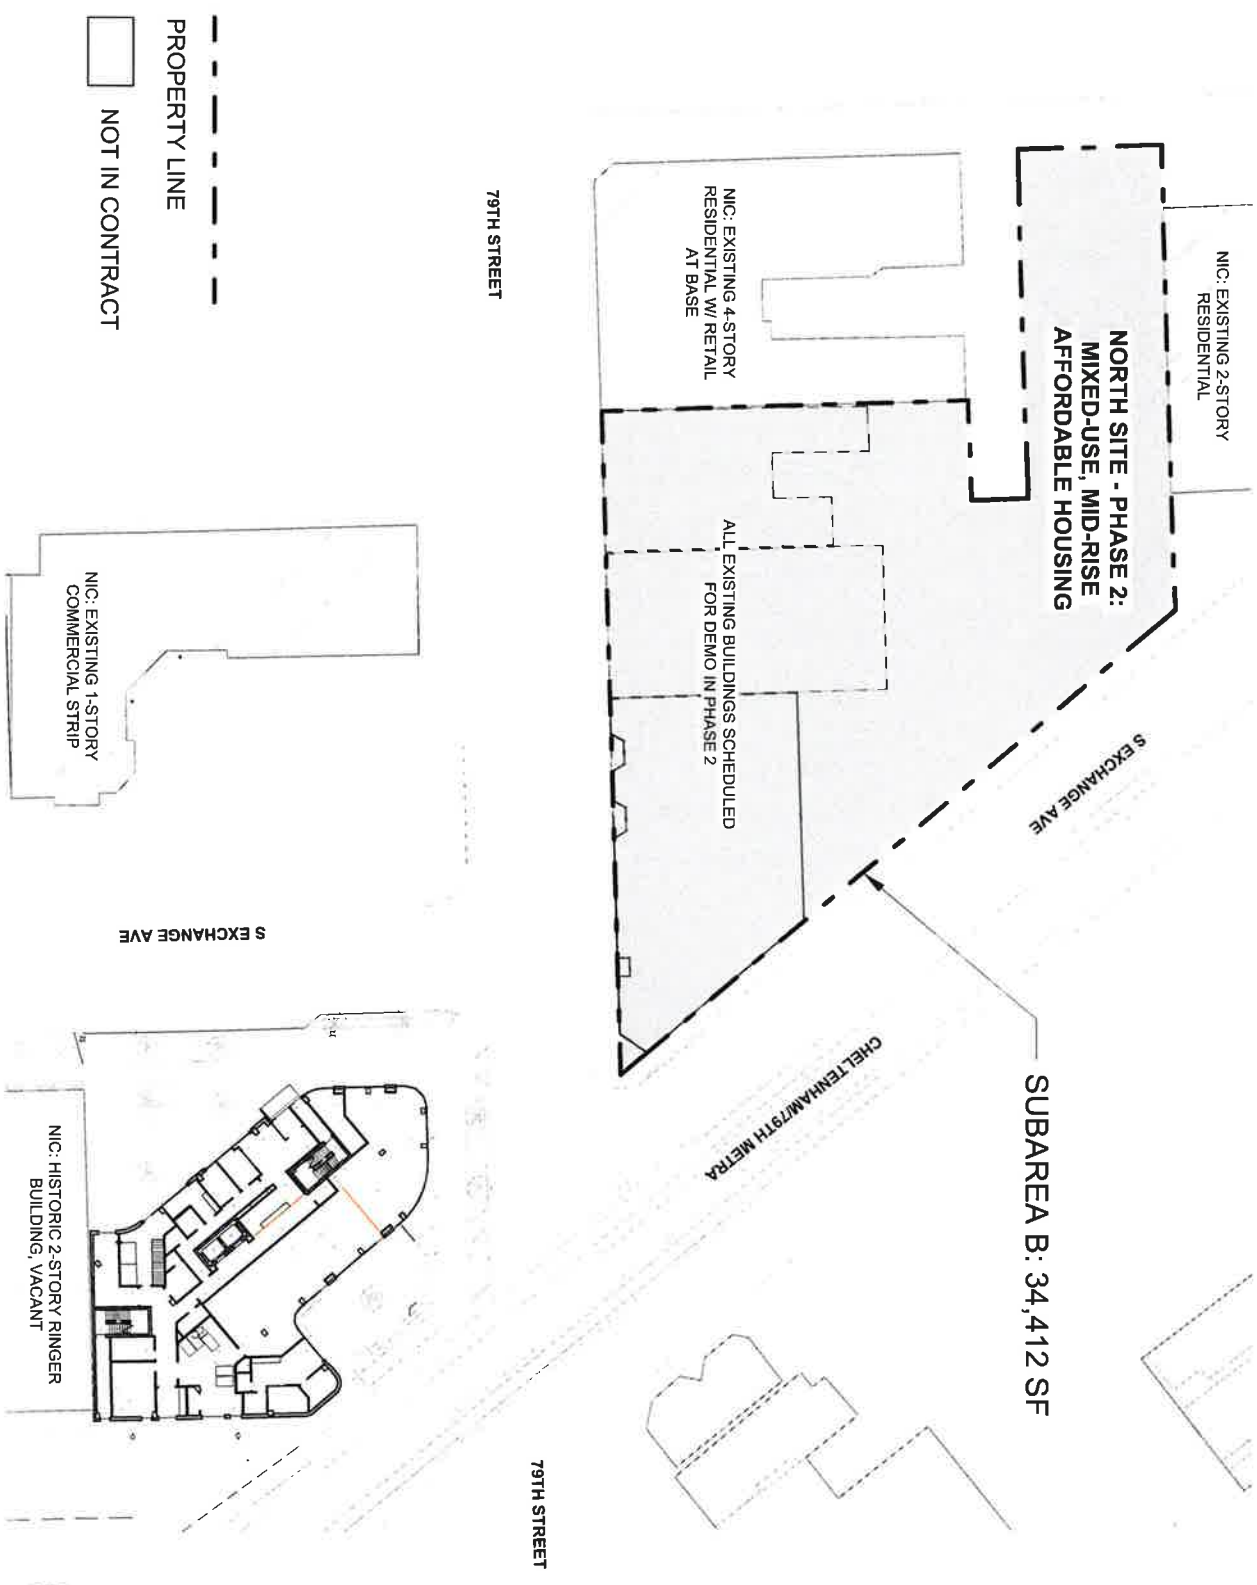 NIC: EXISTING 2-STORY
RESIDENTIAL
NORTH SITE - PHASE 2:
MIXED-USE, MID-RISE
AFFORDABLE HOUSING
S EXCHANGE AVE
SUBAREA B: 34,412 SF
NIC: EXISTING 4-STORY
RESIDENTIAL W/ RETAIL
AT BASE
ALL EXISTING BUILDINGS SCHEDULED
FOR DEMO IN PHASE 2
CHELTENHAM/79TH METRA
79TH STREET
79TH STREET
S EXCHANGE AVE
NIC: EXISTING 1-STORY
COMMERCIAL STRIP
NIC: HISTORIC 2-STORY RINGER
BUILDING, VACANT
PROPERTY LINE
NOT IN CONTRACT